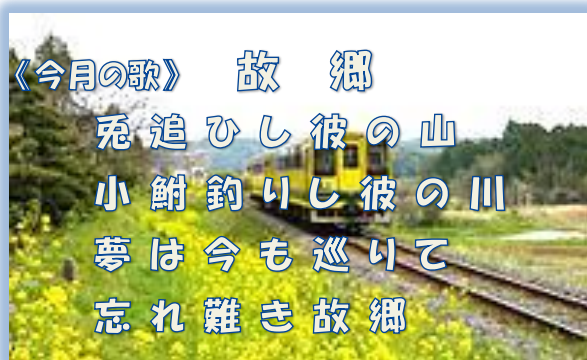 《今月の歌》 故 郷
兎 追 ひ し 彼 の 山
小 鮒 釣 り し 彼 の 川
夢 は 今 も 巡 り て
忘 れ 難 き 故 郷